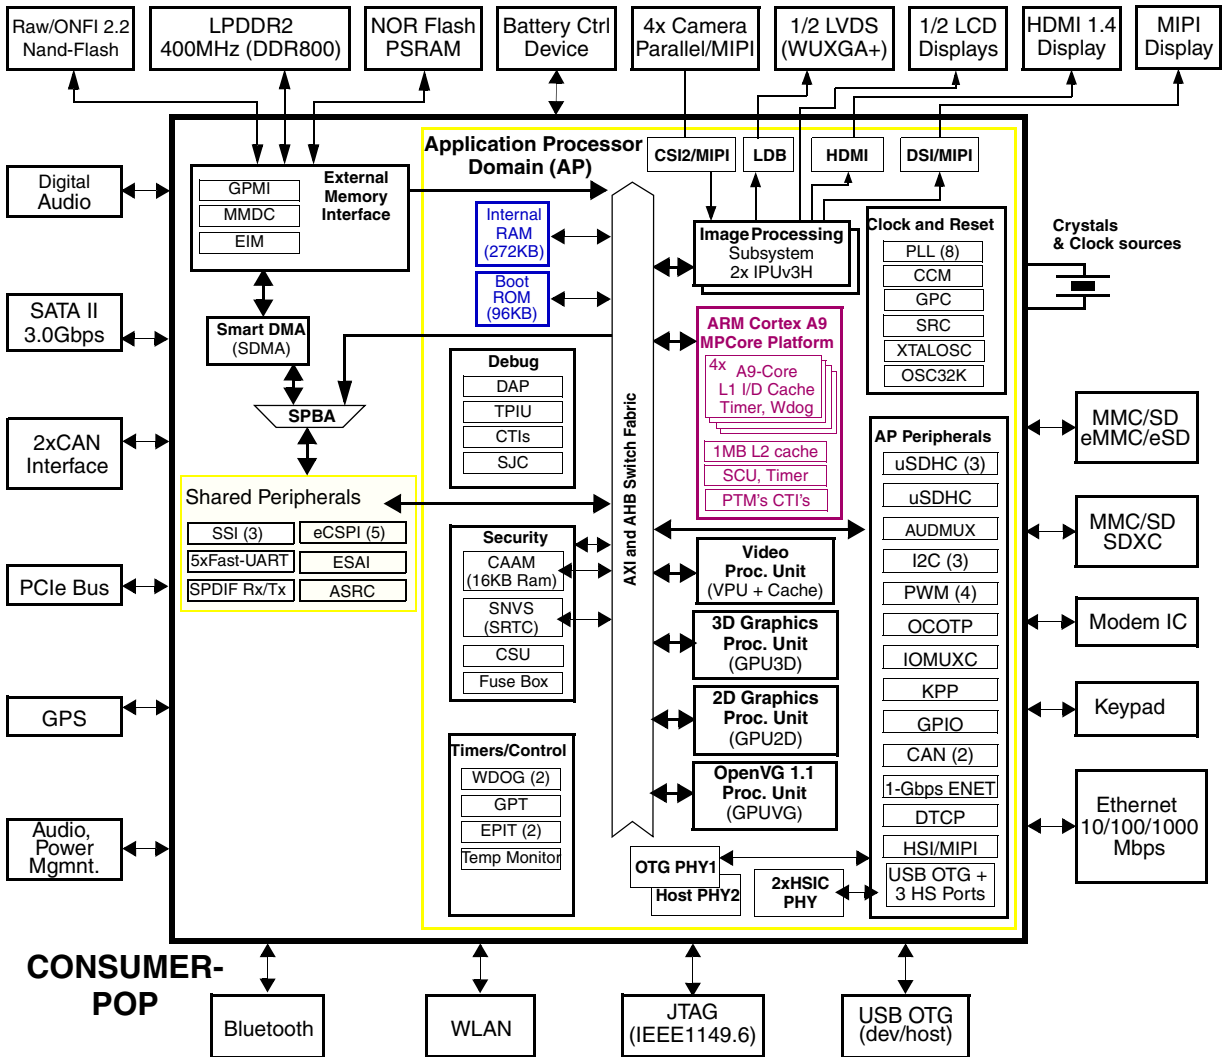 Raw/ONFI 2.2
Nand-Flash
LPDDR2
400MHz (DDR800)
NOR Flash
PSRAM
Battery Ctrl
Device
4x Camera
Parallel/MIPI
1/2 LVDS
(WUXGA+)
1/2 LCD
Displays
HDMI 1.4
Display
MIPI
Display
Digital
Audio
SATA II
3.0Gbps
2xCAN
Interface
PCIe Bus
GPS
Audio,
Power
Mgmnt.
External
Memory
Interface
GPMI
MMDC
EIM
Smart DMA
(SDMA)
SPBA
Shared Peripherals
SSI (3)
eCSPI (5)
5xFast-UART
ESAI
SPDIF Rx/Tx
ASRC
Application Processor
Domain (AP)
Internal
RAM
(272KB)
Boot
ROM
(96KB)
Debug
DAP
TPIU
CTIs
SJC
Security
CAAM
(16KB Ram)
SNVS
(SRTC)
CSU
Fuse Box
Timers/Control
WDOG (2)
GPT
EPIT (2)
Temp Monitor
AXI and AHB Switch Fabric
CSI2/MIPI
LDB
HDMI
DSI/MIPI
Image Processing
Subsystem
2x IPUv3H
ARM Cortex A9
MPCore Platform
4x
A9-Core
L1 I/D Cache
Timer, Wdog
1MB L2 cache
SCU, Timer
PTM's CTI's
Video
Proc. Unit
(VPU + Cache)
3D Graphics
Proc. Unit
(GPU3D)
2D Graphics
Proc. Unit
(GPU2D)
OpenVG 1.1
Proc. Unit
(GPUVG)
OTG PHY1
Host PHY2
2xHSIC
PHY
Clock and Reset
PLL (8)
CCM
GPC
SRC
XTALOSC
OSC32K
AP Peripherals
uSDHC (3)
uSDHC
AUDMUX
I2C (3)
PWM (4)
OCOTP
IOMUXC
KPP
GPIO
CAN (2)
1-Gbps ENET
DTCP
HSI/MIPI
USB OTG +
3 HS Ports
Crystals
& Clock sources
MMC/SD
eMMC/eSD
MMC/SD
SDXC
Modem IC
Keypad
Ethernet
10/100/1000
Mbps
CONSUMER-
POP
Bluetooth
WLAN
JTAG
(IEEE1149.6)
USB OTG
(dev/host)